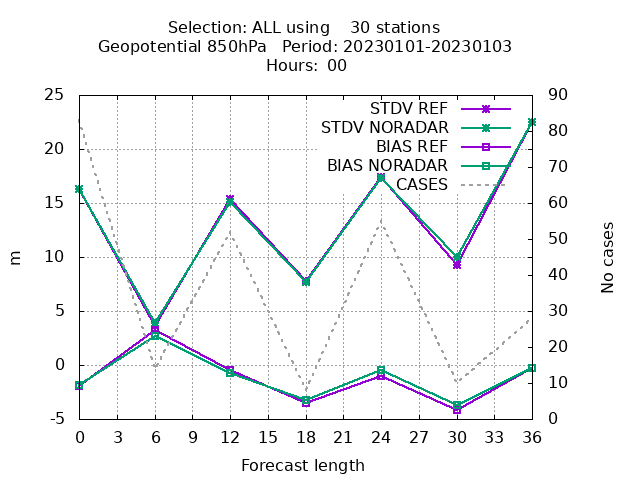 Selection: ALL using    30 stations
Geopotential 850hPa   Period: 20230101-20230103
Hours: 00
25 90
STDV REF
STDV NORADAR
BIAS REF
BIAS NORADAR
CASES
80
20
70
15 60
50
m
No cases
10
40
5 30
20
0
10
-5 0
0 3 6 9 12 15 18 21 24 27 30 33 36
Forecast length